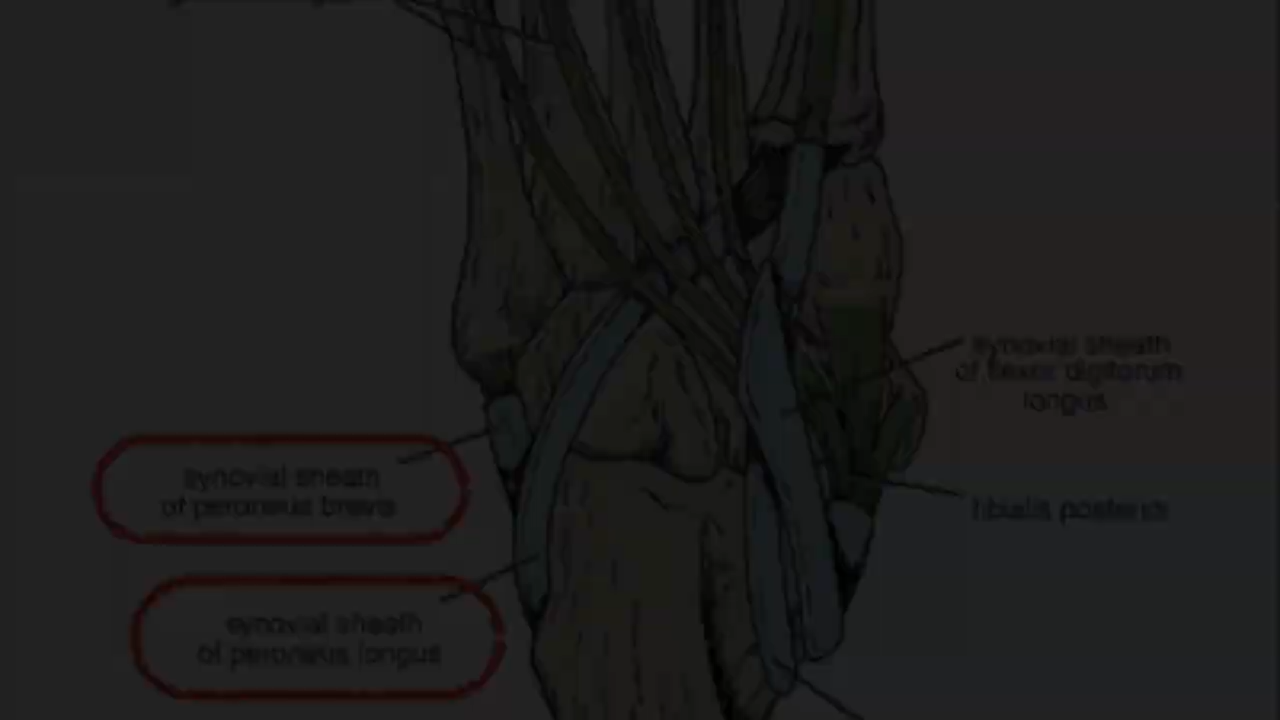 synovial sheath
of flexor digitorum
longus
synovial sheath
of peroneus brevis
tibialis posterior
synovial sheath
of peroneus longus